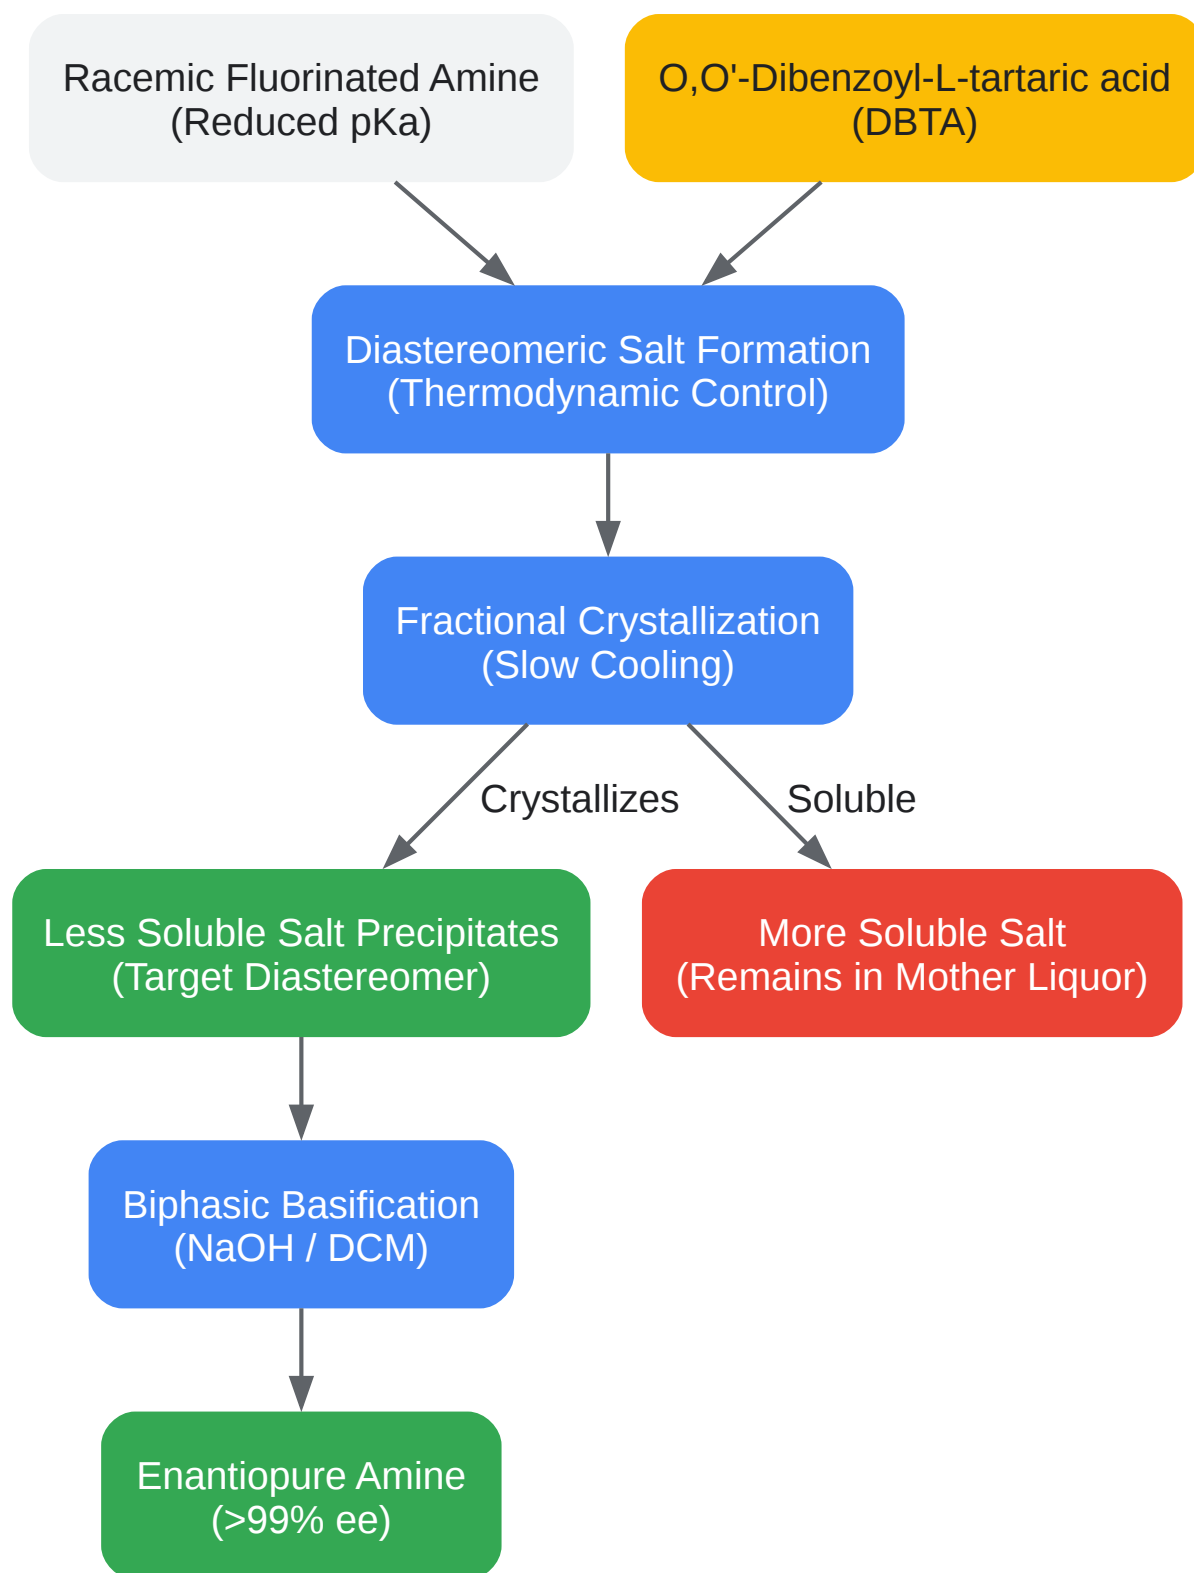 Racemic Fluorinated Amine
(Reduced pKa)
O,O'-Dibenzoyl-L-tartaric acid
(DBTA)
Diastereomeric Salt Formation
(Thermodynamic Control)
Fractional Crystallization
(Slow Cooling)
Crystallizes
Soluble
Less Soluble Salt Precipitates
(Target Diastereomer)
More Soluble Salt
(Remains in Mother Liquor)
Biphasic Basification
(NaOH / DCM)
Enantiopure Amine
(>99% ee)